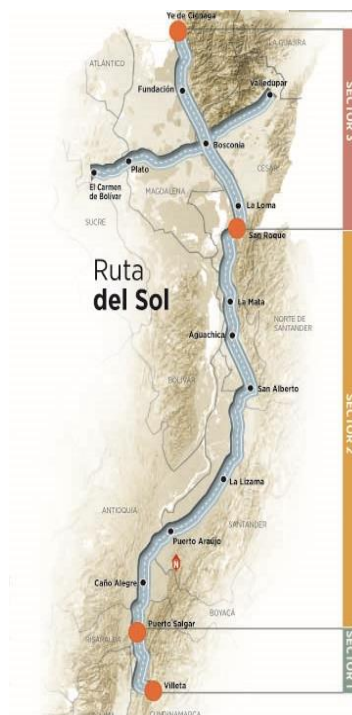 Ye de Ciénaga
LA GUAJIRA
ATLÁNTICO
Valledupar
Fundación
Bosconia
Plato
El Carmen
de Bolívar
CESAR
MAGDALENA
La Loma
SUCRE
San Roque
Ruta
del Sol
La Mata
NORTE DE
SANTANDER
Aguachica
BOLÍVAR
San Alberto
La Lizama
ANTIOQUIA
SANTANDER
Puerto Araújo
N
Caño Alegre
BOYACÁ
Puerto Salgar
RISARALDA
Villeta
CUNDINAMARCA
SECTOR 3
SECTOR 2
SECTOR 1